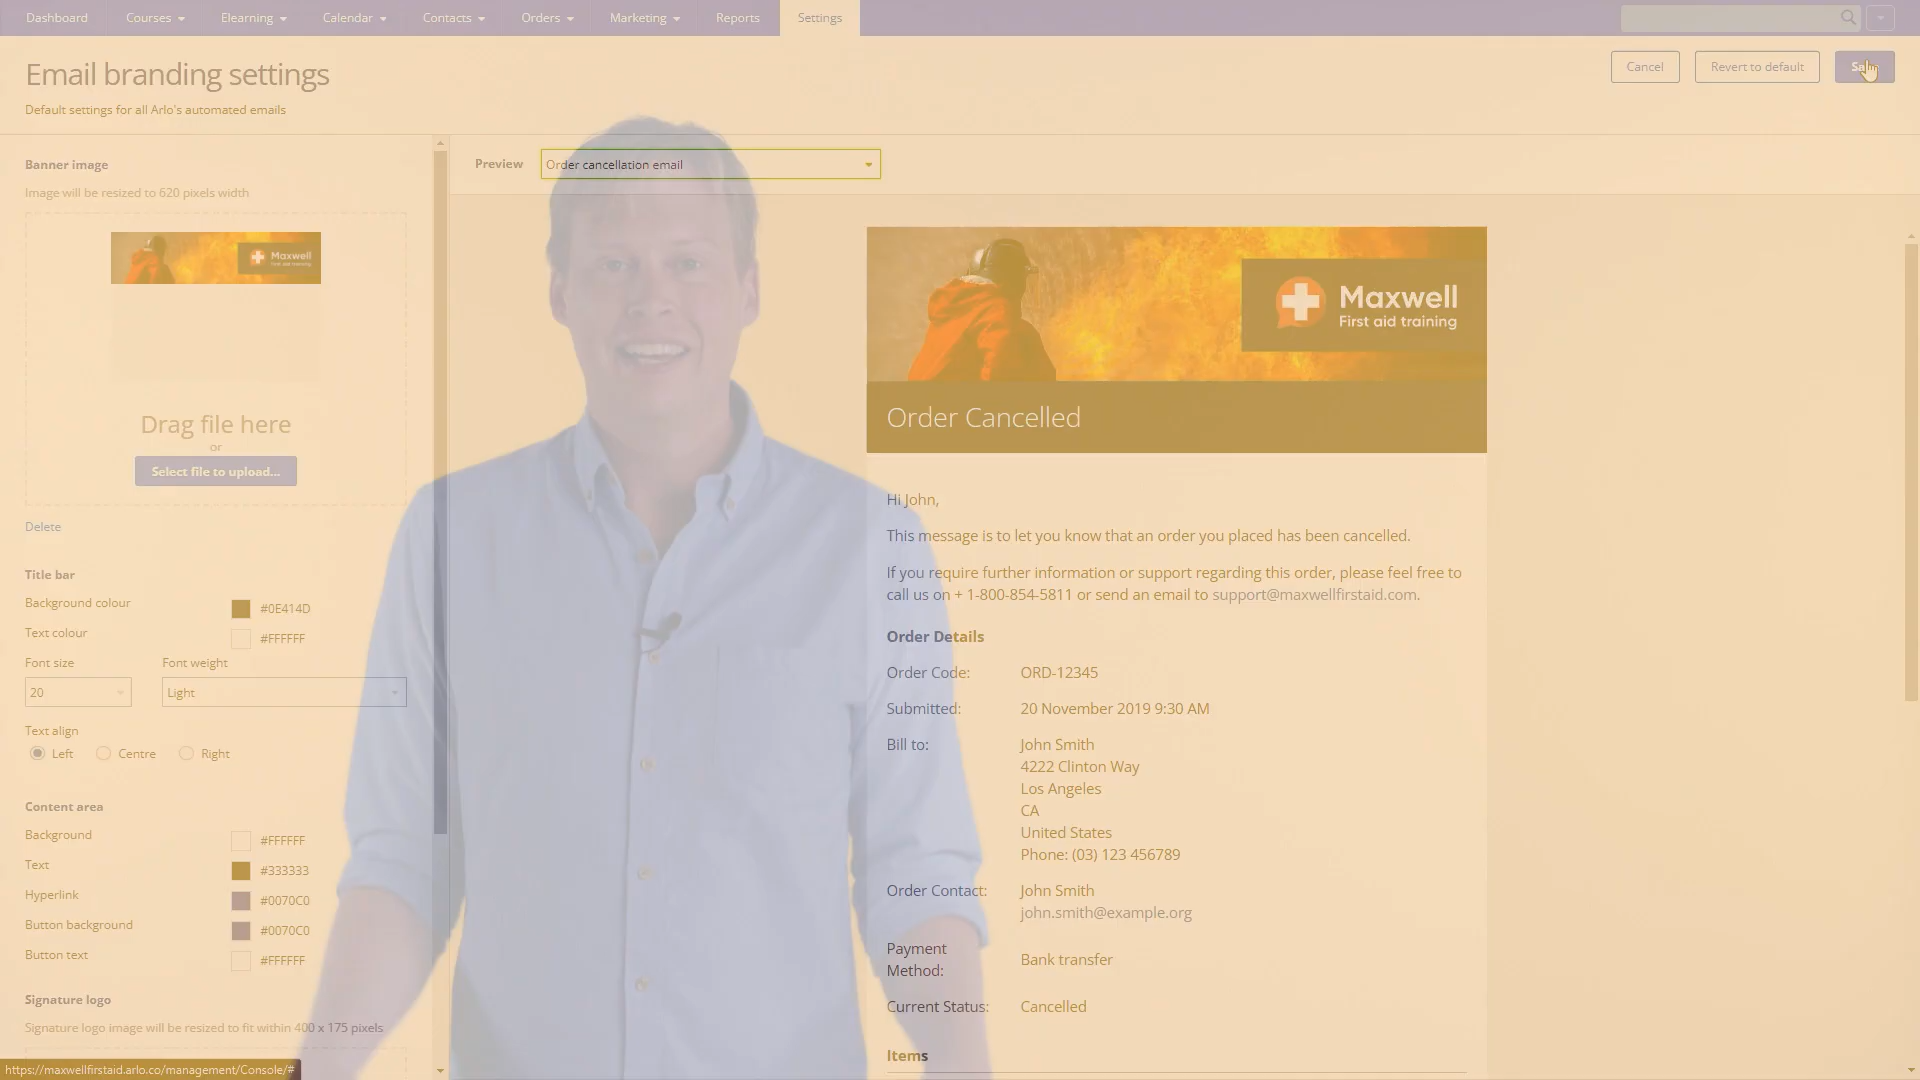 Dashboard
Courses
Elearning
Calendar
Contacts
Orders
Marketing
Reports
Settings
Email branding settings
Default settings for all Arlo's automated emails
Cancel
Revert to default
Banner image
Image will be resized to 620 pixels width
Maxwell
First aid training
Drag file here
or
Select file to upload...
Delete
Title bar
Background colour
#0E414D
Text colour
#FFFFFF
Font size
Font weight
20
Light
Text align
Left
Centre
Right
Content area
Background
#FFFFFF
Text
#333333
Hyperlink
#0070C0
Button background
#0070C0
Button text
#FFFFFF
Signature logo
Signature logo image will be resized to fit within 400 x 175 pixels
https://maxwellfirstaid.arlo.co/management/Console/#
Preview
Order cancellation email
Maxwell
First aid training
Order Cancelled
Hi John,
This message is to let you know that an order you placed has been cancelled.
If you require further information or support regarding this order, please feel free to
call us on + 1-800-854-5811 or send an email to support@maxwellfirstaid.com.
Order Details
Order Code: ORD-12345
Submitted: 20 November 2019 9:30 AM
Bill to: John Smith
4222 Clinton Way
Los Angeles
CA
United States
Phone: (03) 123 456789
Order Contact: John Smith
john.smith@example.org
Payment
Method:
Bank transfer
Current Status: Cancelled
Items